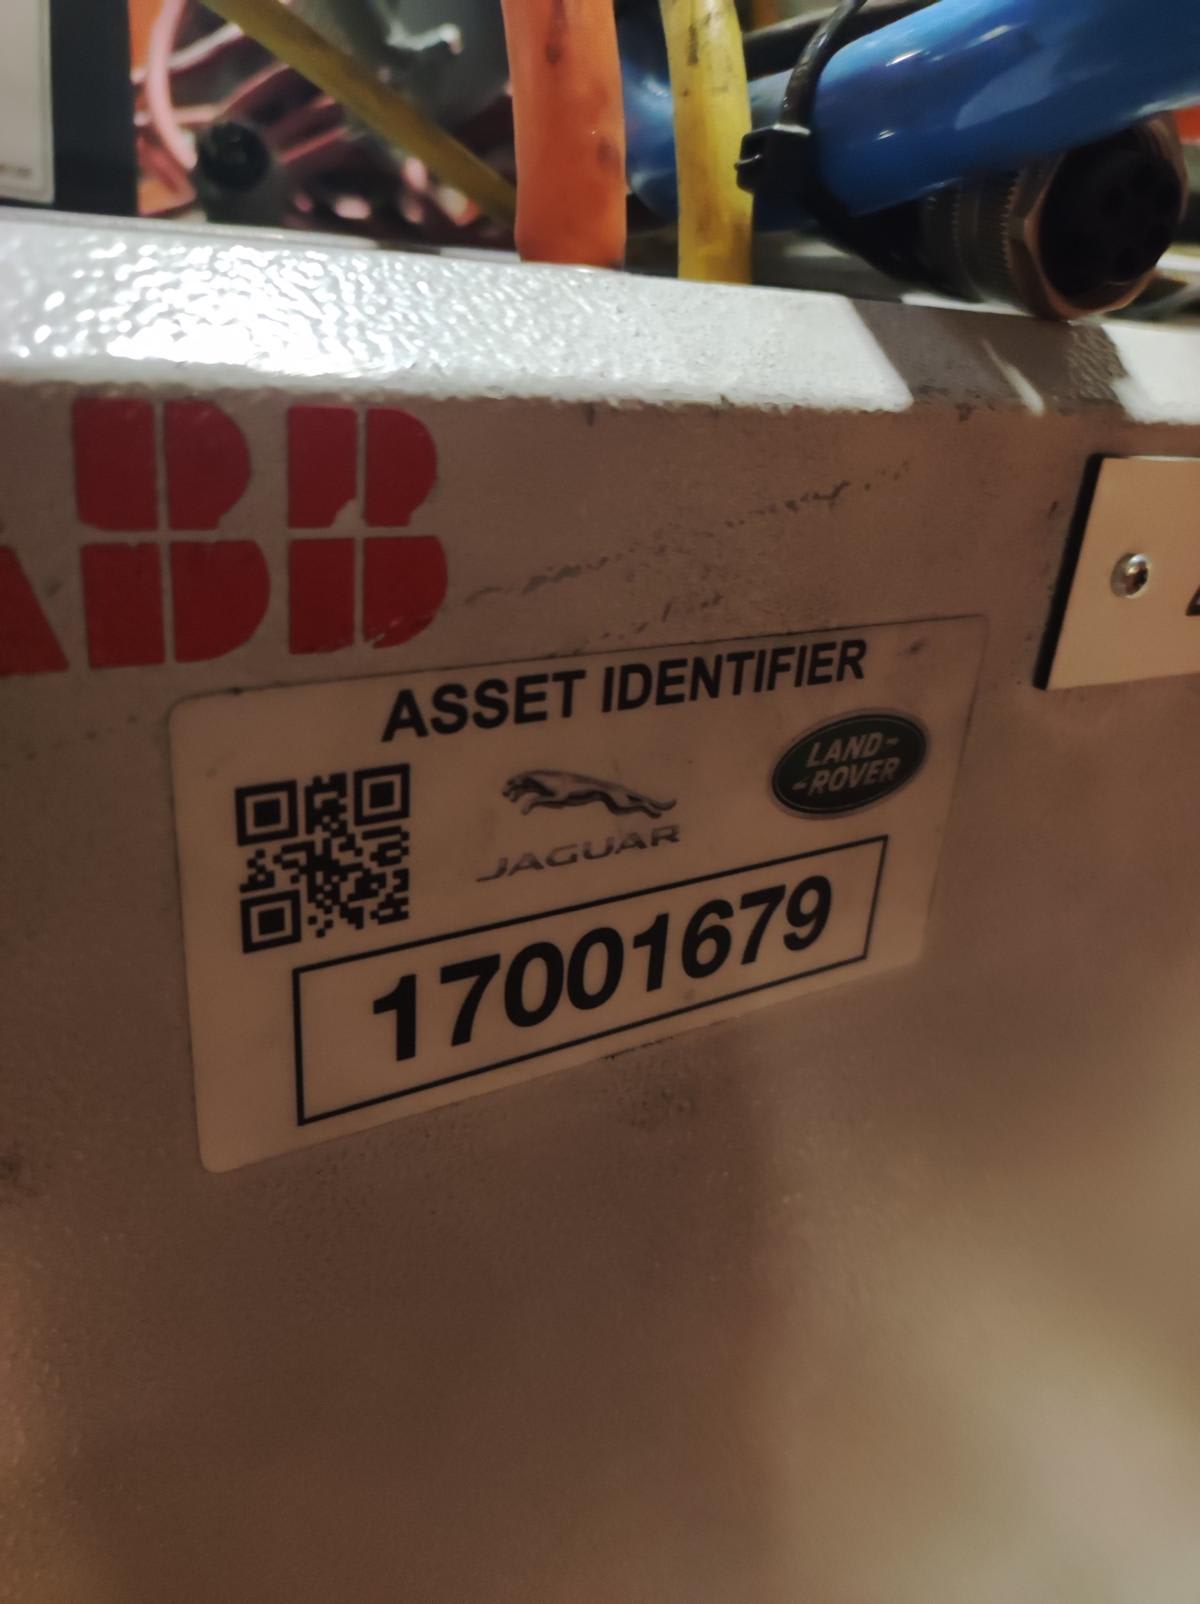 ABB
ASSET IDENTIFIER
JAGUAR
LAND-
-ROVER
17001679